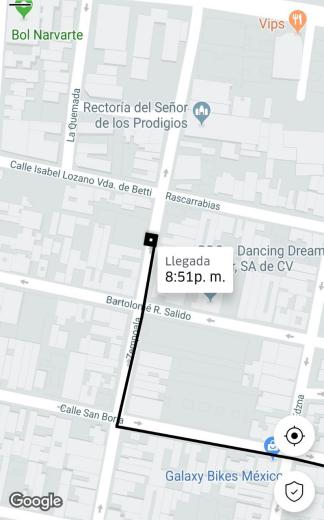 Vips
Bol Narvarte
La Quemada
Rectoría del Señor
de los Prodigios
Calle Isabel Lozano Vda. de Betti
Rascarrabias
Llegada
8:51p. m.
Dancing Dream
SA de CV
Bartolomé R. Salido
Zempoala
Calle San Borja
Galaxy Bikes México
Google